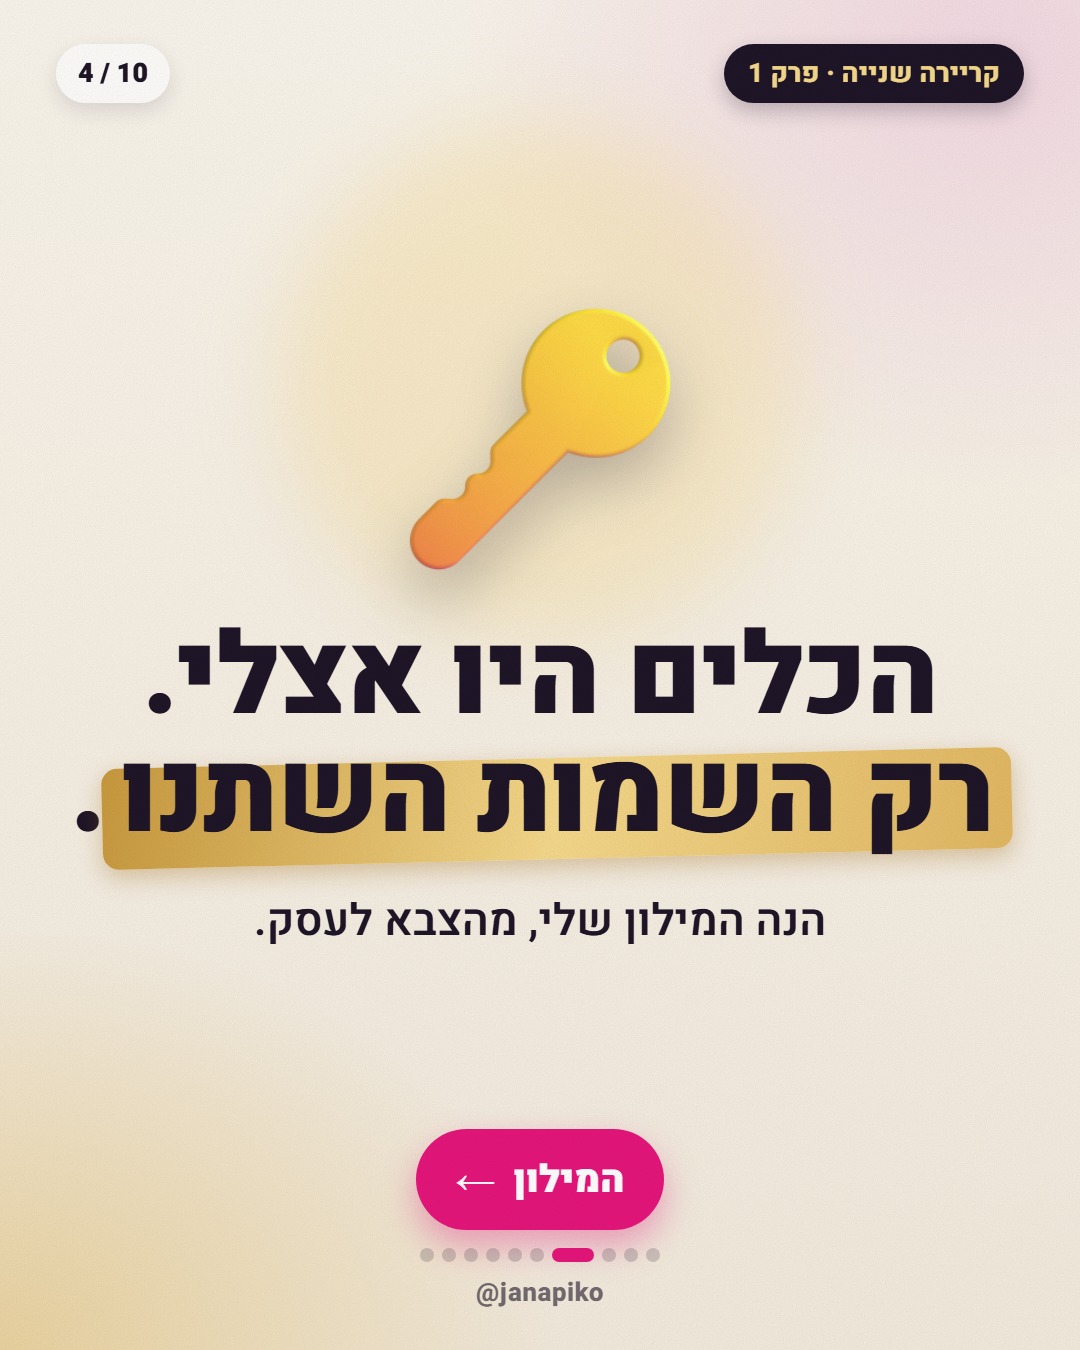 קריירה שנייה · פרק 1
4 / 10
הכלים היו אצלי.
רק השמות השתנו.
הנה המילון שלי, מהצבא לעסק.
המילון ←
@janapiko